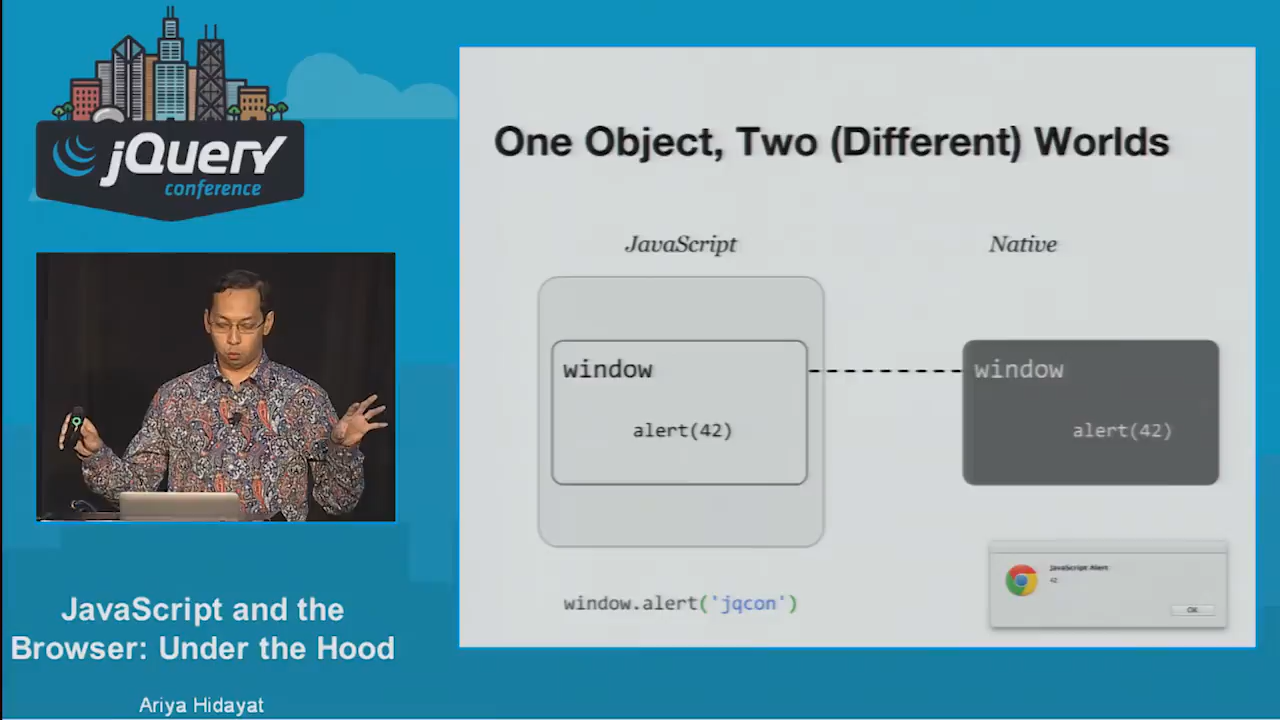 jQuery
conference
JavaScript and the
Browser: Under the Hood
Ariya Hidayat
One Object, Two (Different) Worlds
JavaScript
Native
window
alert(42)
window
alert(42)
window.alert('jqcon')
JavaScript Alert
42
OK